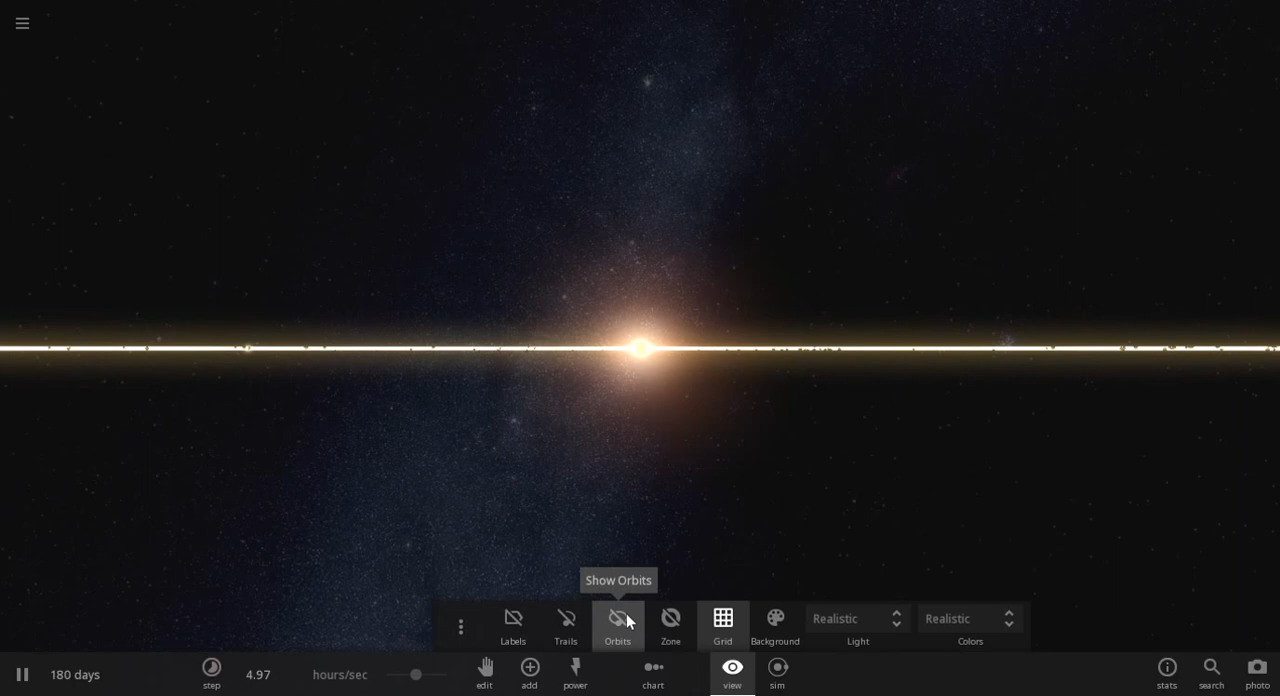 Show Orbits
Labels Trails Orbits Zone Grid Background Realistic Light Realistic Colors
180 days step 4.97 hours/sec edit add power chart view sim stats search photo